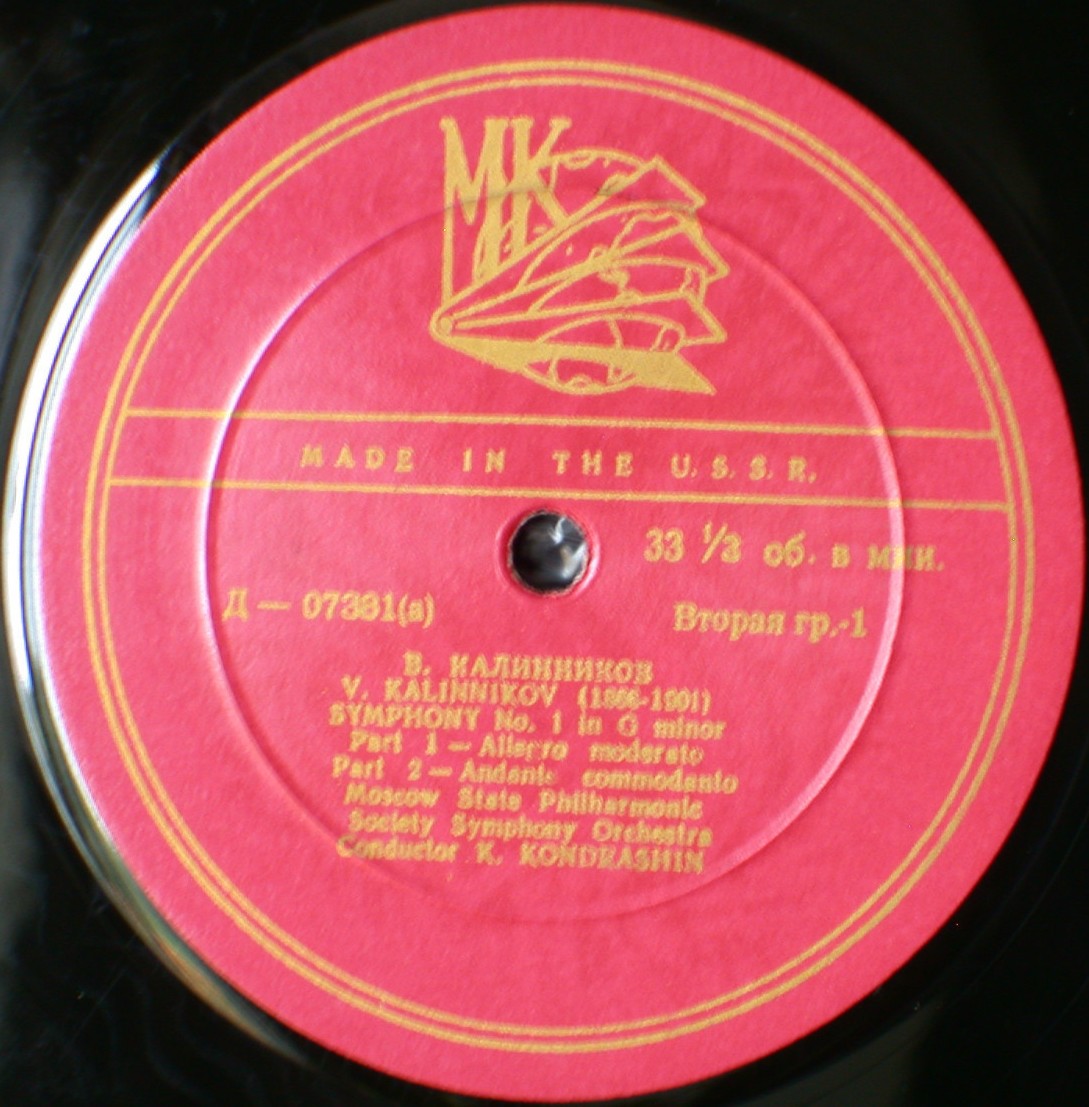 МК
MADE IN THE U.S.S.R.
33 1/3 об. в мин.
Д — 07381(a)
Вторая гр.-1
В. КАЛИННИКОВ
V. KALINNIKOV (1866-1901)
SYMPHONY No. 1 in G minor
Part 1 — Allegro moderato
Part 2 — Andante commodanto
Moscow State Philharmonic
Society Symphony Orchestra
Conductor K. KONDRASHIN